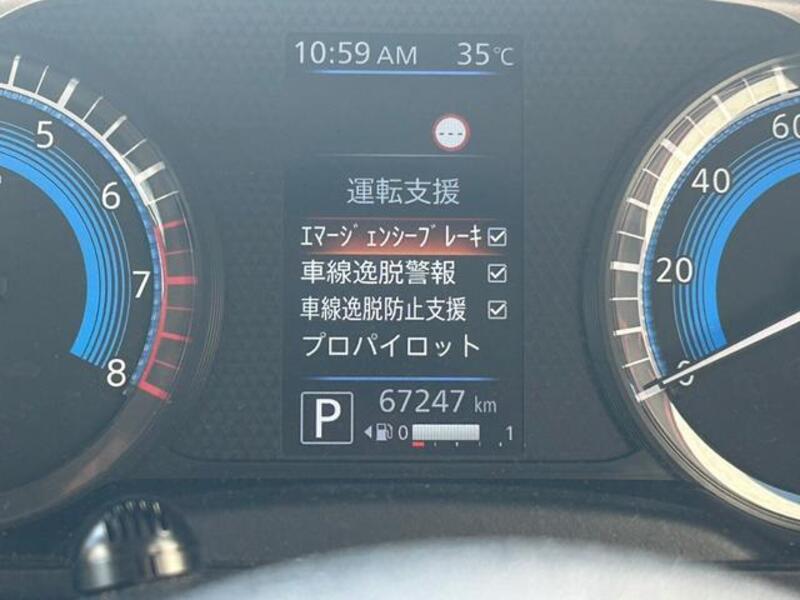 10:59 AM 35℃
---
運転支援
ｴﾏｰｼﾞｪﾝｼｰﾌﾞﾚｰｷ
車線逸脱警報
車線逸脱防止支援
プロパイロット
P 67247 km
0 1
5
6
7
8
0
20
40
60